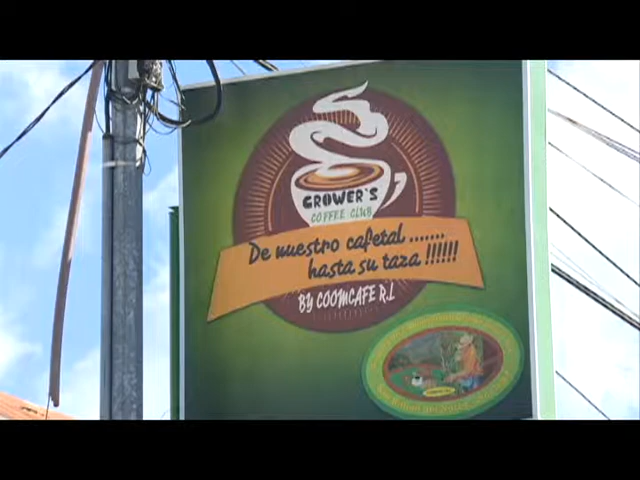 GROWER`S
COFFEE CLUB
De nuestro cafetal.......
hasta su taza!!!!!!
BY COOMCAFE R.L